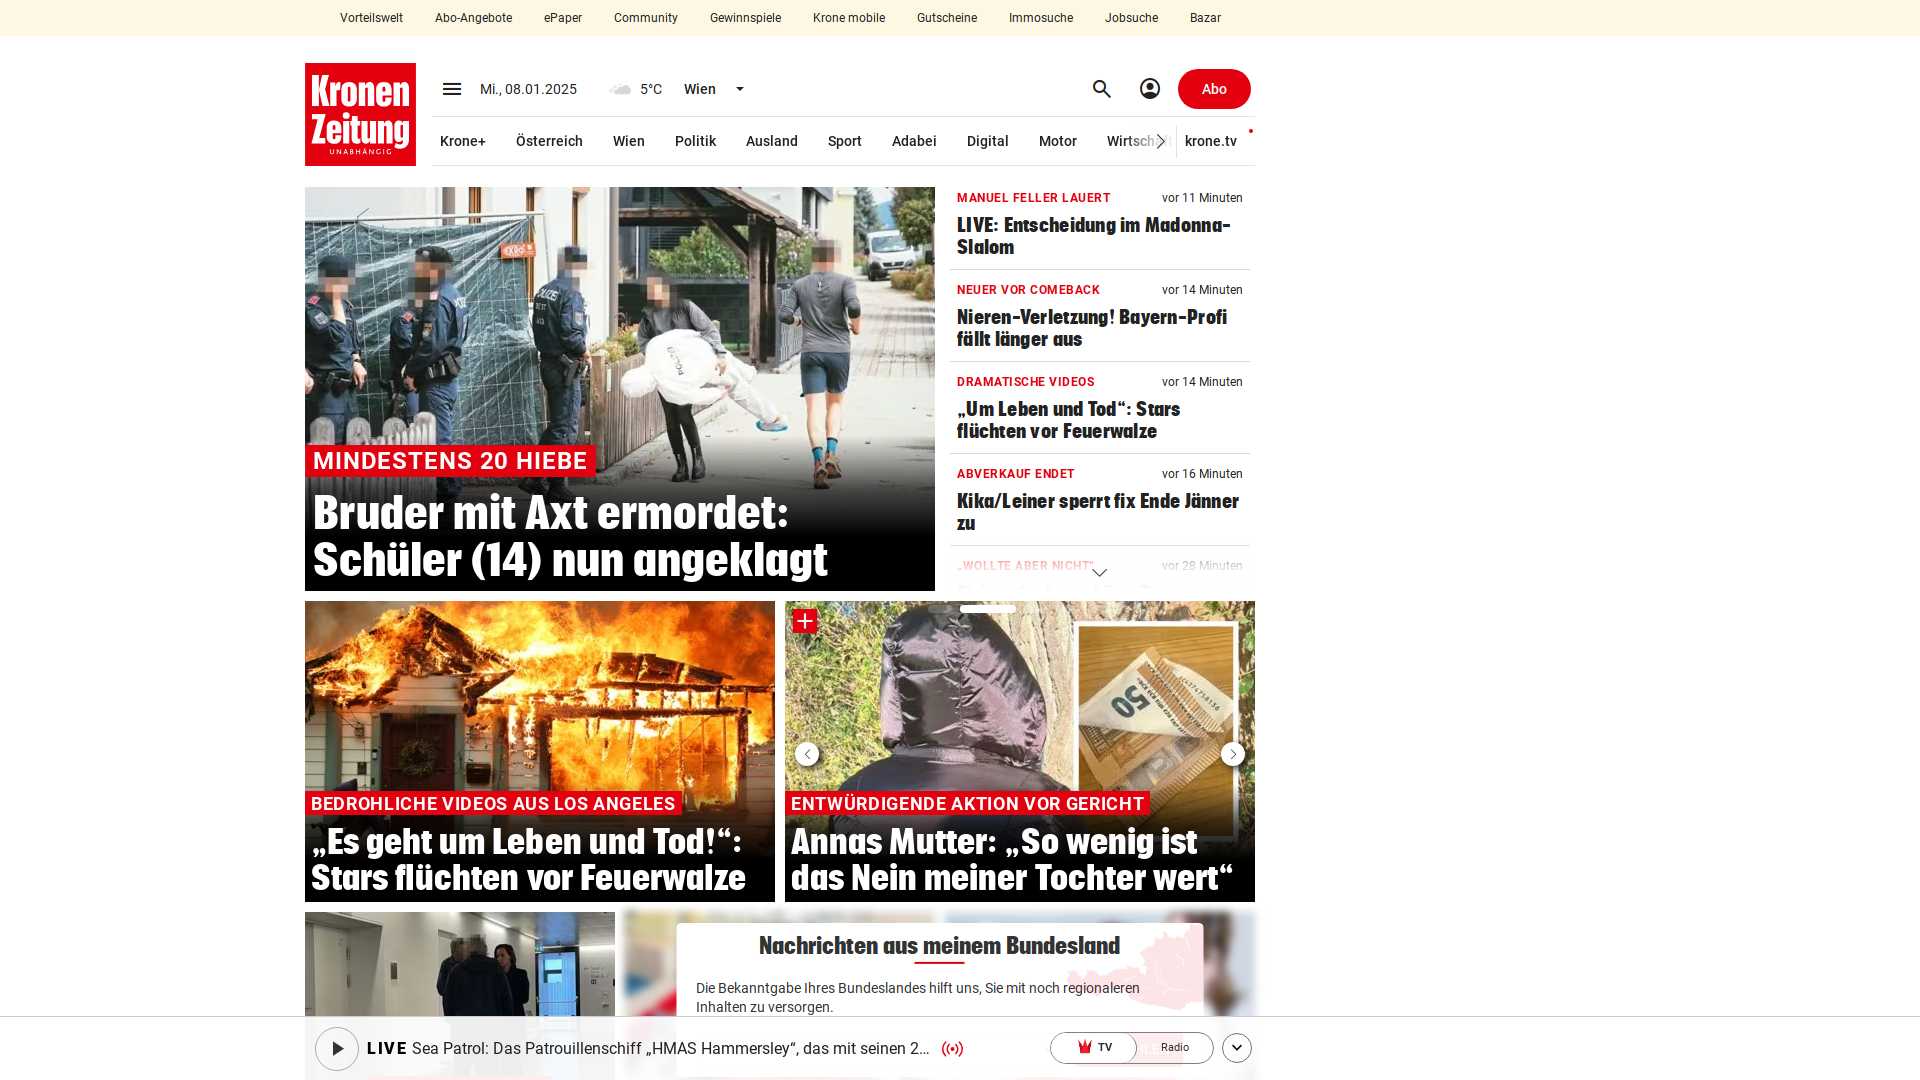 Vorteilswelt Abo-Angebote ePaper Community Gewinnspiele Krone mobile Gutscheine Immosuche Jobsuche Bazar
Kronen
Zeitung
UNABHÄNGIG
Mi., 08.01.2025 5°C Wien
Abo
Krone+ Österreich Wien Politik Ausland Sport Adabei Digital Motor Wirtschaft krone.tv
MINDESTENS 20 HIEBE
Bruder mit Axt ermordet:
Schüler (14) nun angeklagt
MANUEL FELLER LAUERT vor 11 Minuten
LIVE: Entscheidung im Madonna-
Slalom
NEUER VOR COMEBACK vor 14 Minuten
Nieren-Verletzung! Bayern-Profi
fällt länger aus
DRAMATISCHE VIDEOS vor 14 Minuten
„Um Leben und Tod“: Stars
flüchten vor Feuerwalze
ABVERKAUF ENDET vor 16 Minuten
Kika/Leiner sperrt fix Ende Jänner
zu
„WOLLTE ABER NICHT“ vor 28 Minuten
BEDROHLICHE VIDEOS AUS LOS ANGELES
„Es geht um Leben und Tod!“:
Stars flüchten vor Feuerwalze
ENTWÜRDIGENDE AKTION VOR GERICHT
Annas Mutter: „So wenig ist
das Nein meiner Tochter wert“
Nachrichten aus meinem Bundesland
Die Bekanntgabe Ihres Bundeslandes hilft uns, Sie mit noch regionaleren
Inhalten zu versorgen.
LIVE Sea Patrol: Das Patrouillenschiff „HMAS Hammersley“, das mit seinen 2...
TV Radio